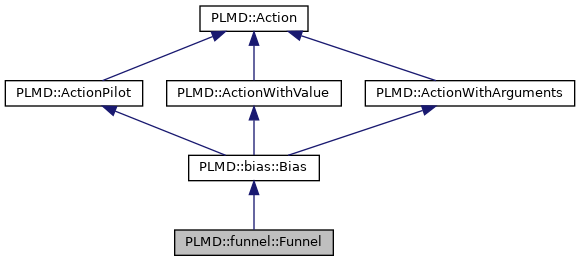 PLMD::Action
PLMD::ActionPilot
PLMD::ActionWithValue
PLMD::ActionWithArguments
PLMD::bias::Bias
PLMD::funnel::Funnel